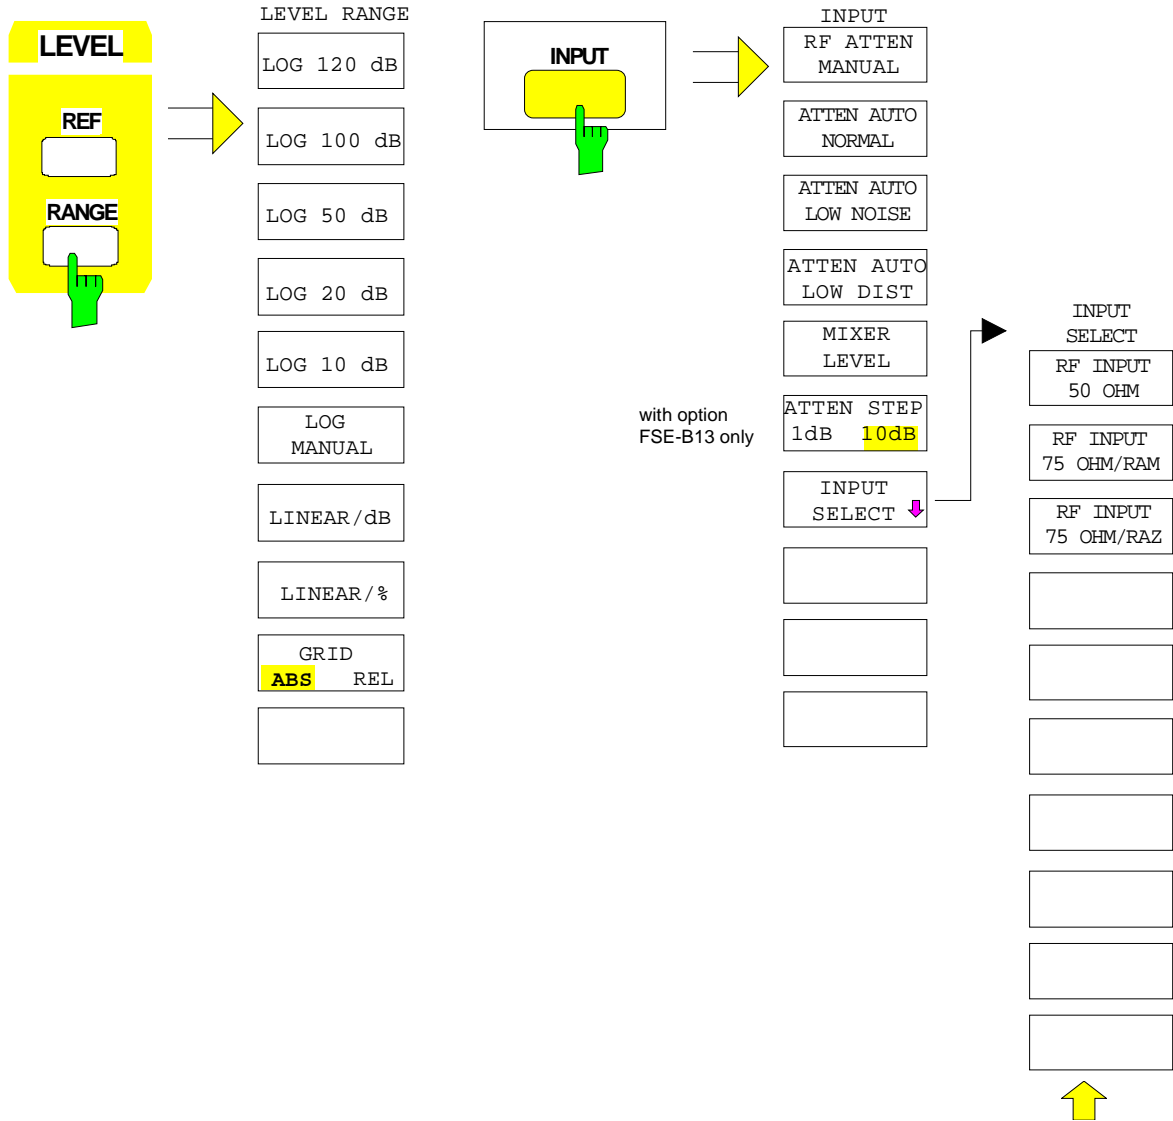 LEVEL
REF
RANGE
LEVEL RANGE
LOG 120 dB
LOG 100 dB
LOG 50 dB
LOG 20 dB
LOG 10 dB
LOG
MANUAL
LINEAR/dB
LINEAR/%
GRID
ABS REL
INPUT
INPUT
RF ATTEN
MANUAL
ATTEN AUTO
NORMAL
ATTEN AUTO
LOW NOISE
ATTEN AUTO
LOW DIST
MIXER
LEVEL
with option
FSE-B13 only
ATTEN STEP
1dB 10dB
INPUT
SELECT
INPUT
SELECT
RF INPUT
50 OHM
RF INPUT
75 OHM/RAM
RF INPUT
75 OHM/RAZ